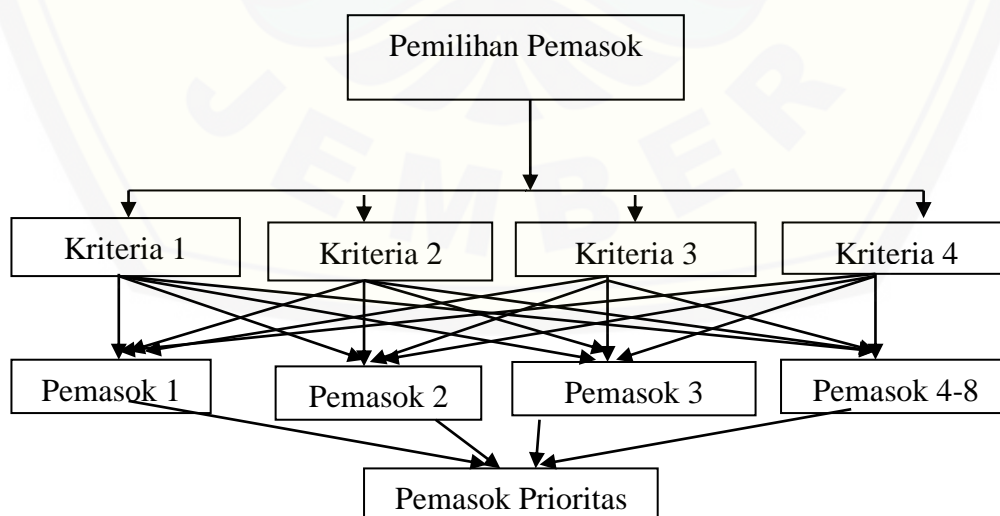 Pemilihan Pemasok
JEMBER
Kriteria 1
Kriteria 2
Kriteria 3
Kriteria 4
Pemasok 1
Pemasok 2
Pemasok 3
Pemasok 4-8
Pemasok Prioritas